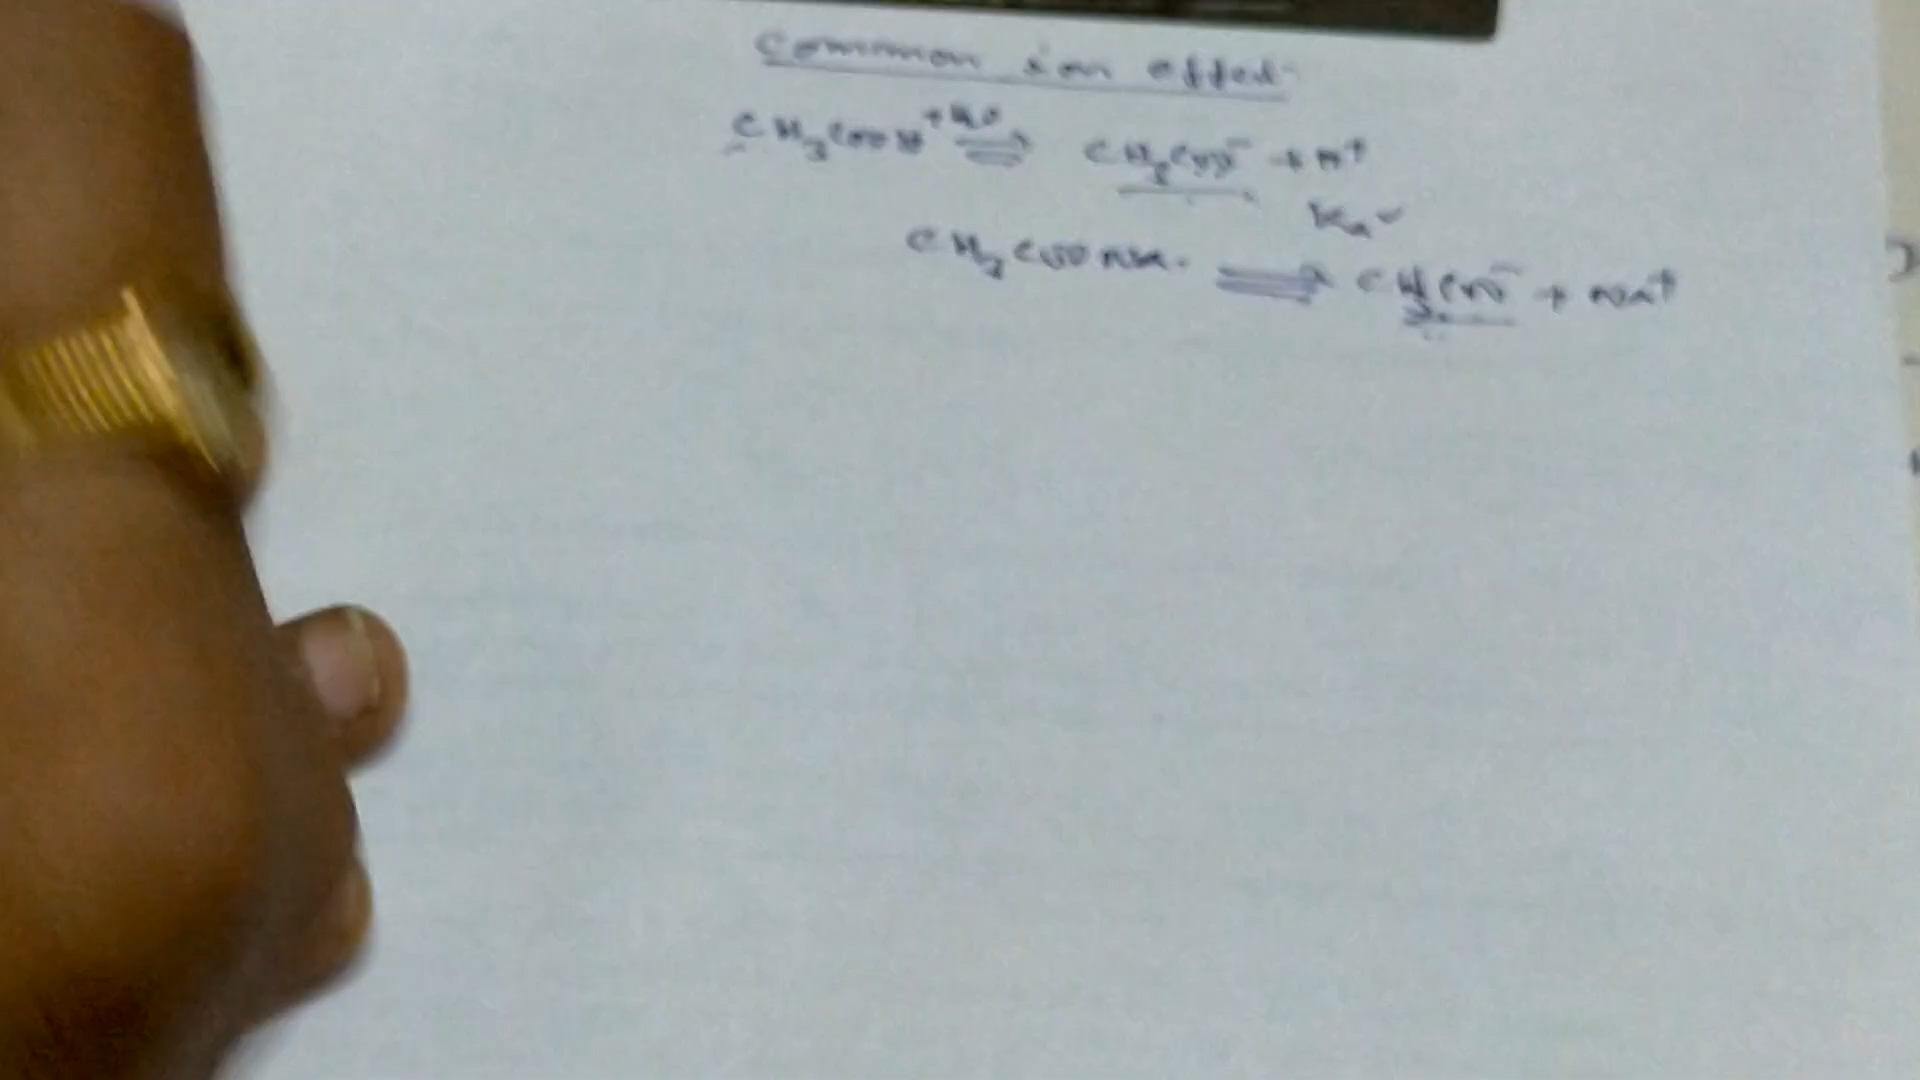 Common ion effect
CH₃COOH +H₂O ⇌ CH₃COO⁻ + H⁺
Ka
CH₃COONa ⇌ CH₃COO⁻ + Na⁺